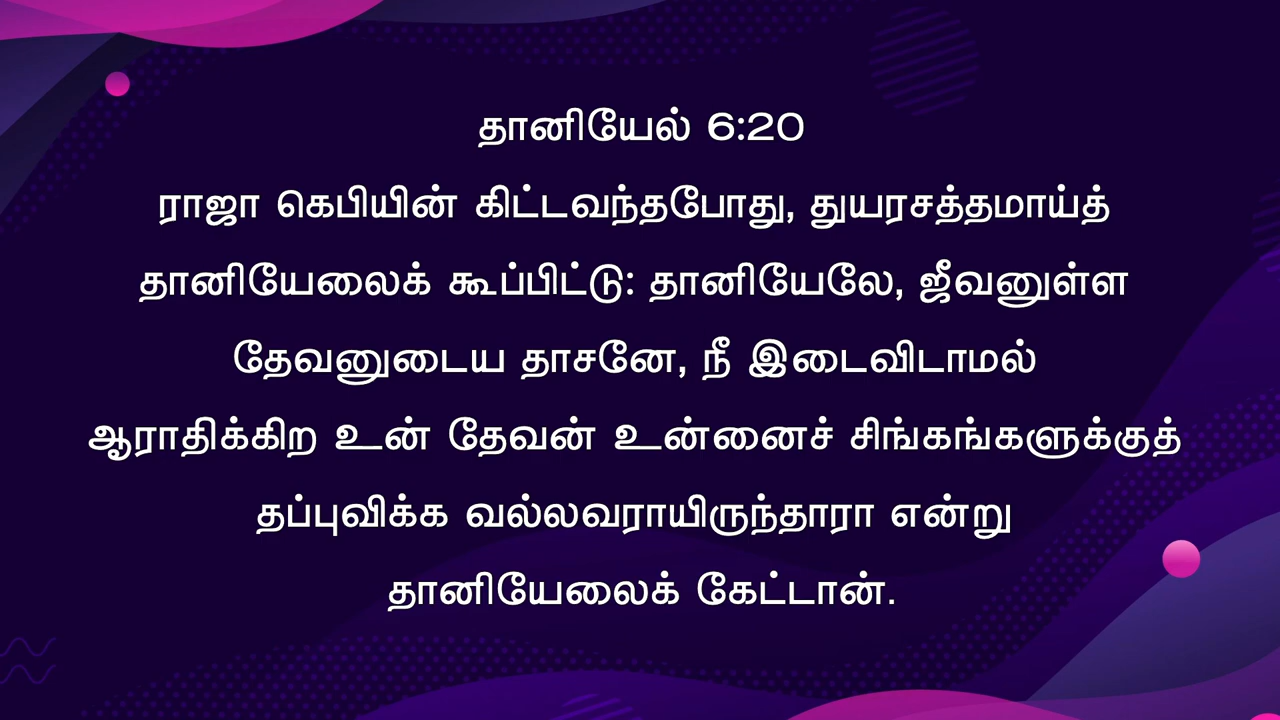 தானியேல் 6:20
ராஜா கெபியின் கிட்டவந்தபோது, துயரசத்தமாய்த்
தானியேலைக் கூப்பிட்டு: தானியேலே, ஜீவனுள்ள
தேவனுடைய தாசனே, நீ இடைவிடாமல்
ஆராதிக்கிற உன் தேவன் உன்னைச் சிங்கங்களுக்குத்
தப்புவிக்க வல்லவராயிருந்தாரா என்று
தானியேலைக் கேட்டான்.